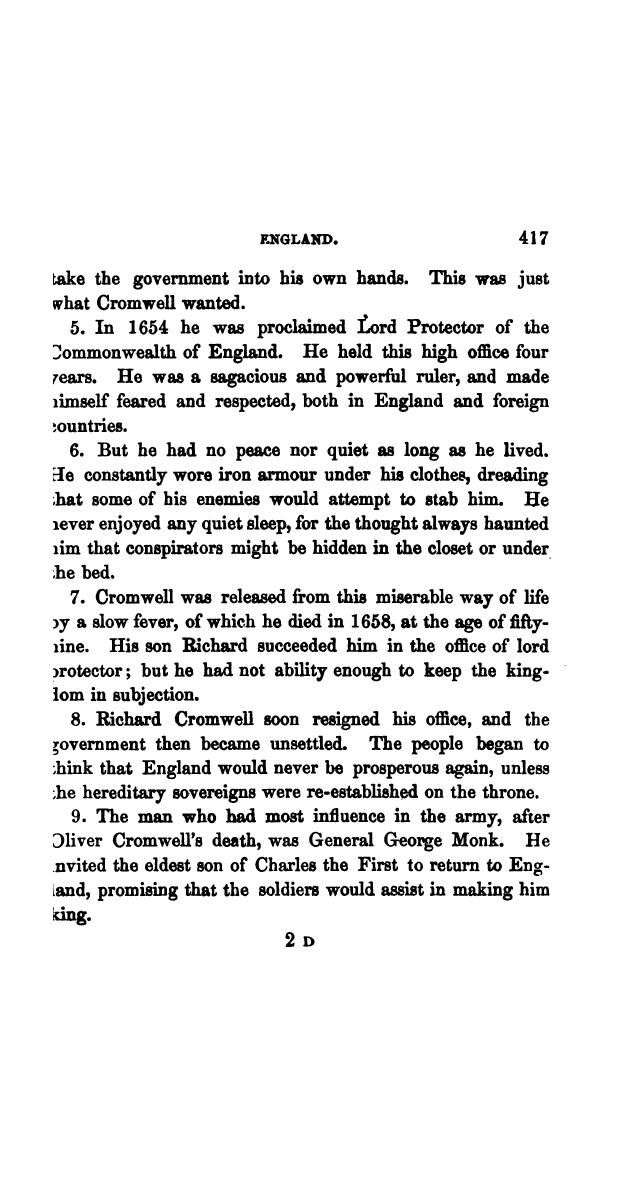 ENGLAND. 417
take the government into his own hands. This was just
what Cromwell wanted.
5. In 1654 he was proclaimed Lord Protector of the
Commonwealth of England. He held this high office four
years. He was a sagacious and powerful ruler, and made
himself feared and respected, both in England and foreign
countries.
6. But he had no peace nor quiet as long as he lived.
He constantly wore iron armour under his clothes, dreading
that some of his enemies would attempt to stab him. He
never enjoyed any quiet sleep, for the thought always haunted
him that conspirators might be hidden in the closet or under
the bed.
7. Cromwell was released from this miserable way of life
by a slow fever, of which he died in 1658, at the age of fifty-
nine. His son Richard succeeded him in the office of lord
protector; but he had not ability enough to keep the king-
dom in subjection.
8. Richard Cromwell soon resigned his office, and the
government then became unsettled. The people began to
think that England would never be prosperous again, unless
the hereditary sovereigns were re-established on the throne.
9. The man who had most influence in the army, after
Oliver Cromwell's death, was General George Monk. He
invited the eldest son of Charles the First to return to Eng-
land, promising that the soldiers would assist in making him
king.
2 D